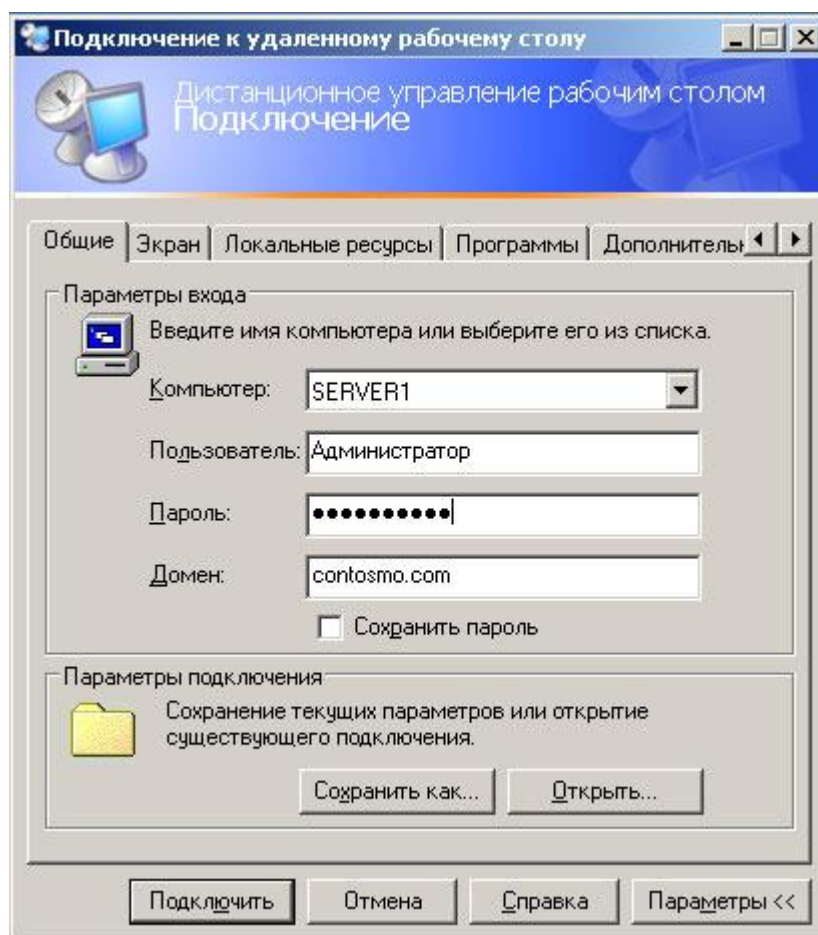 Подключение к удаленному рабочему столу
Дистанционное управление рабочим столом
Подключение
Общие Экран Локальные ресурсы Программы Дополнительн
Параметры входа
Введите имя компьютера или выберите его из списка.
Компьютер: SERVER1
Пользователь: Администратор
Пароль: ●●●●●●●●●●
Домен: contosmo.com
Сохранить пароль
Параметры подключения
Сохранение текущих параметров или открытие
существующего подключения.
Сохранить как... Открыть...
Подключить Отмена Справка Параметры <<